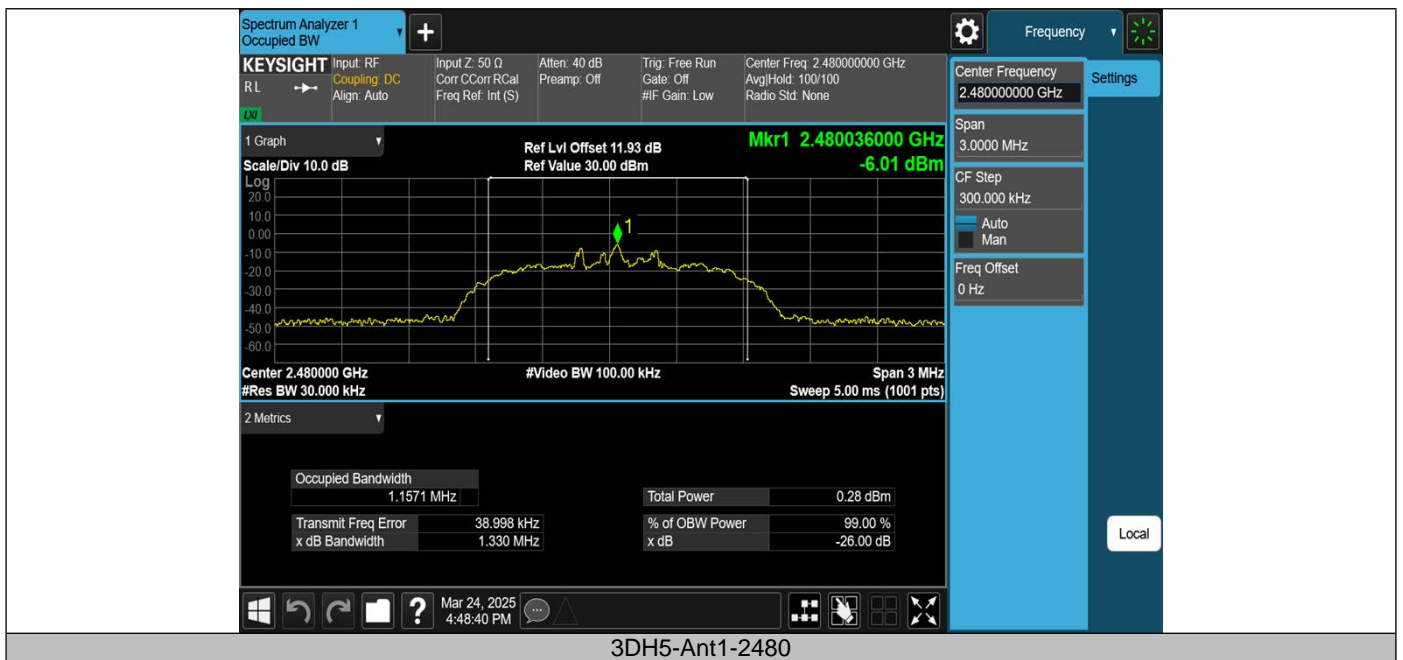 Spectrum Analyzer 1
Occupied BW
+
Frequency
KEYSIGHT
RL
LXI
Input: RF
Coupling: DC
Align: Auto
Input Z: 50 Ω
Corr CCorr RCal
Freq Ref: Int (S)
Atten: 40 dB
Preamp: Off
Trig: Free Run
Gate: Off
#IF Gain: Low
Center Freq: 2.480000000 GHz
Avg|Hold: 100/100
Radio Std: None
Center Frequency
2.480000000 GHz
Settings
Span
3.0000 MHz
CF Step
300.000 kHz
Auto
Man
Freq Offset
0 Hz
Local
1 Graph
Scale/Div 10.0 dB
Ref Lvl Offset 11.93 dB
Ref Value 30.00 dBm
Mkr1 2.480036000 GHz
-6.01 dBm
Log
20.0
10.0
0.00
-10.0
-20.0
-30.0
-40.0
-50.0
-60.0
1
Center 2.480000 GHz
#Res BW 30.000 kHz
#Video BW 100.00 kHz
Span 3 MHz
Sweep 5.00 ms (1001 pts)
2 Metrics
Occupied Bandwidth
1.1571 MHz
Total Power 0.28 dBm
Transmit Freq Error 38.998 kHz
% of OBW Power 99.00 %
x dB Bandwidth 1.330 MHz
x dB -26.00 dB
?
Mar 24, 2025
4:48:40 PM
3DH5-Ant1-2480